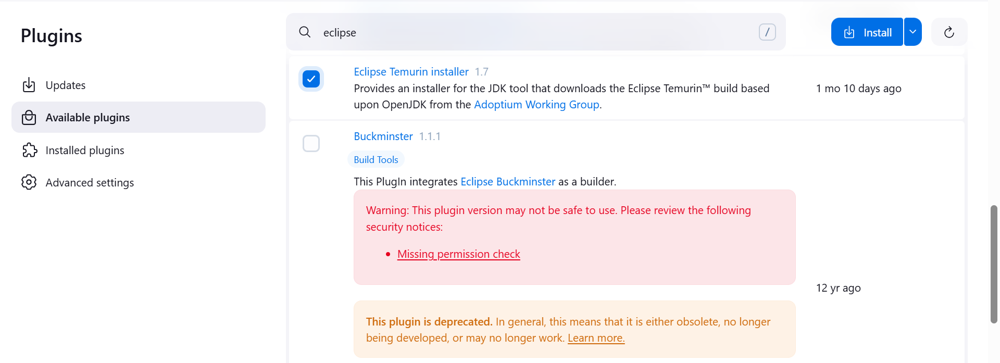 Plugins
Updates
Available plugins
Installed plugins
Advanced settings
eclipse
/
Install
Eclipse Temurin installer 1.7
Provides an installer for the JDK tool that downloads the Eclipse Temurin™ build based
upon OpenJDK from the Adoptium Working Group.
1 mo 10 days ago
Buckminster 1.1.1
Build Tools
This PlugIn integrates Eclipse Buckminster as a builder.
Warning: This plugin version may not be safe to use. Please review the following
security notices:
• Missing permission check
12 yr ago
This plugin is deprecated. In general, this means that it is either obsolete, no longer
being developed, or may no longer work. Learn more.